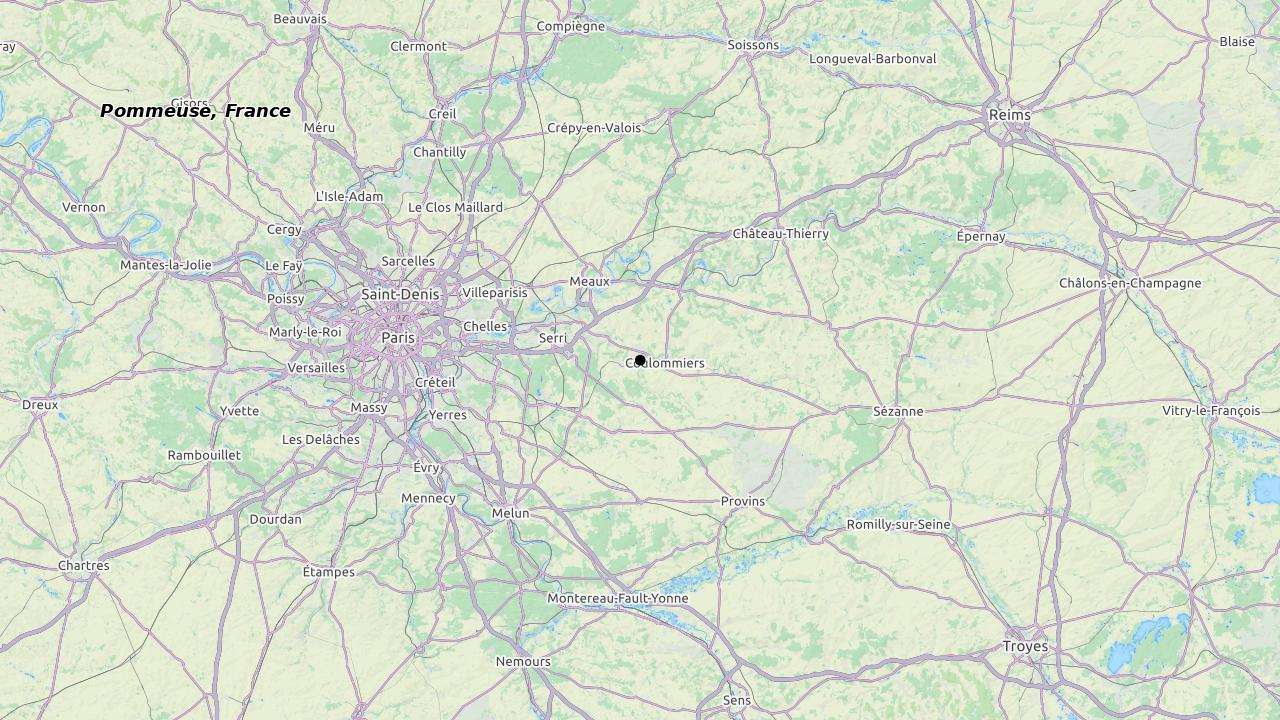 Beauvais
Compiègne
Clermont
Soissons
Blaise
ray
Longueval-Barbonval
Gisors
Pommeuse, France
Creil
Reims
Méru
Crépy-en-Valois
Chantilly
L'Isle-Adam
Vernon
Le Clos Maillard
Cergy
Château-Thierry
Épernay
Mantes-la-Jolie
Le Faÿ
Sarcelles
Meaux
Châlons-en-Champagne
Poissy
Saint-Denis
Villeparisis
Marly-le-Roi
Paris
Chelles
Serri
Versailles
Coulommiers
Créteil
Dreux
Yvette
Massy
Yerres
Sézanne
Vitry-le-François
Les Delâches
Rambouillet
Évry
Mennecy
Provins
Dourdan
Melun
Romilly-sur-Seine
Chartres
Étampes
Montereau-Fault-Yonne
Troyes
Nemours
Sens